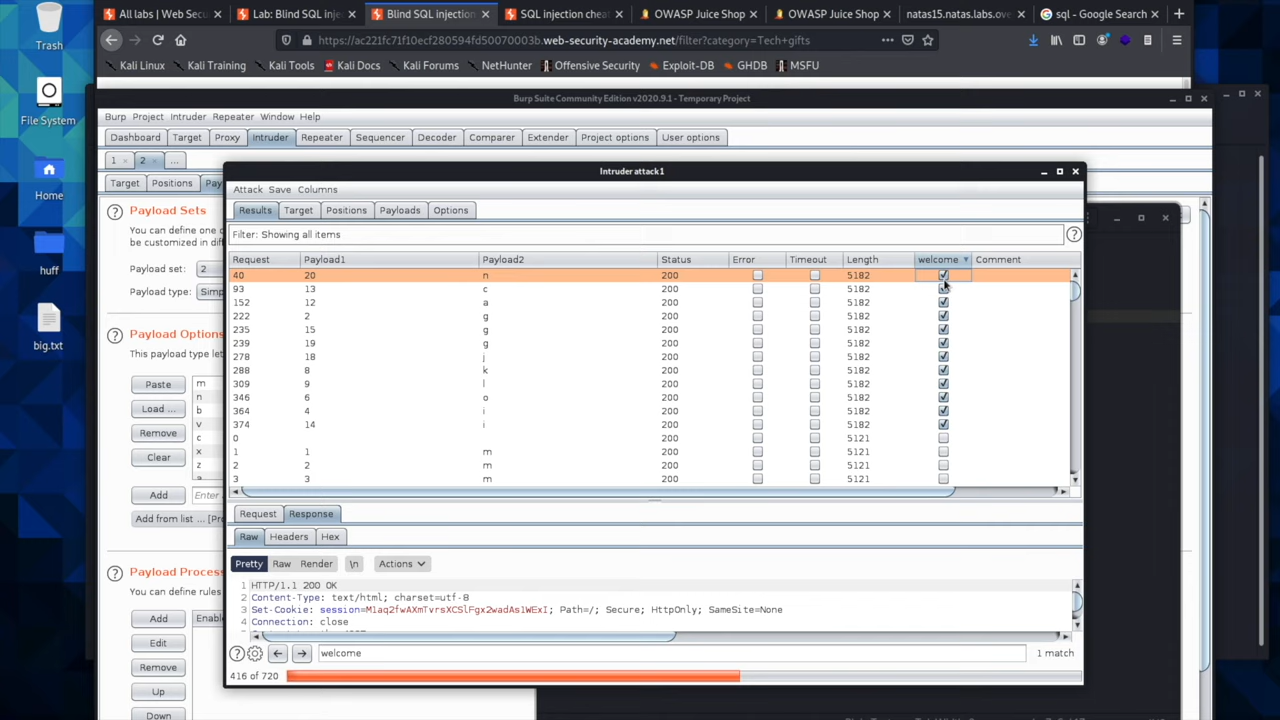 Trash
File System
Home
huff
big.txt
All labs | Web Sec
Lab: Blind SQL inje
Blind SQL injection
SQL injection chea
OWASP Juice Shop
OWASP Juice Shop
natas15.natas.labs.ov
sql - Google Search
https://ac221fc71f10ecf280594fd50070003b.web-security-academy.net/filter?category=Tech+gifts
Kali Linux Kali Training Kali Tools Kali Docs Kali Forums NetHunter Offensive Security Exploit-DB GHDB MSFU
Burp Suite Community Edition v2020.9.1 - Temporary Project
Burp Project Intruder Repeater Window Help
Dashboard Target Proxy Intruder Repeater Sequencer Decoder Comparer Extender Project options User options
1 × 2 × ...
Target Positions Pay
Payload Sets
You can define one o
be customized in dif
Payload set: 2
Payload type: Simp
Payload Options
This payload type let
Paste
Load ...
Remove
Clear
Add
Add from list ... [Pro
m
n
b
v
c
x
z
Enter
Payload Process
You can define rules
Add
Edit
Remove
Up
Down
Enabl
Intruder attack1
Attack Save Columns
Results Target Positions Payloads Options
Filter: Showing all items
Request Payload1 Payload2 Status Error Timeout Length welcome Comment
40 20 n 200 5182
93 13 c 200 5182
152 12 a 200 5182
222 2 g 200 5182
235 15 g 200 5182
239 19 g 200 5182
278 18 j 200 5182
288 8 k 200 5182
309 9 l 200 5182
346 6 o 200 5182
364 4 i 200 5182
374 14 i 200 5182
0 200 5121
1 1 m 200 5121
2 2 m 200 5121
3 3 m 200 5121
Request Response
Raw Headers Hex
Pretty Raw Render \n Actions
1 HTTP/1.1 200 OK
2 Content-Type: text/html; charset=utf-8
3 Set-Cookie: session=M1aq2fwAXmTvrsXCSlFgx2wadAs1WExI; Path=/; Secure; HttpOnly; SameSite=None
4 Connection: close
welcome
1 match
416 of 720